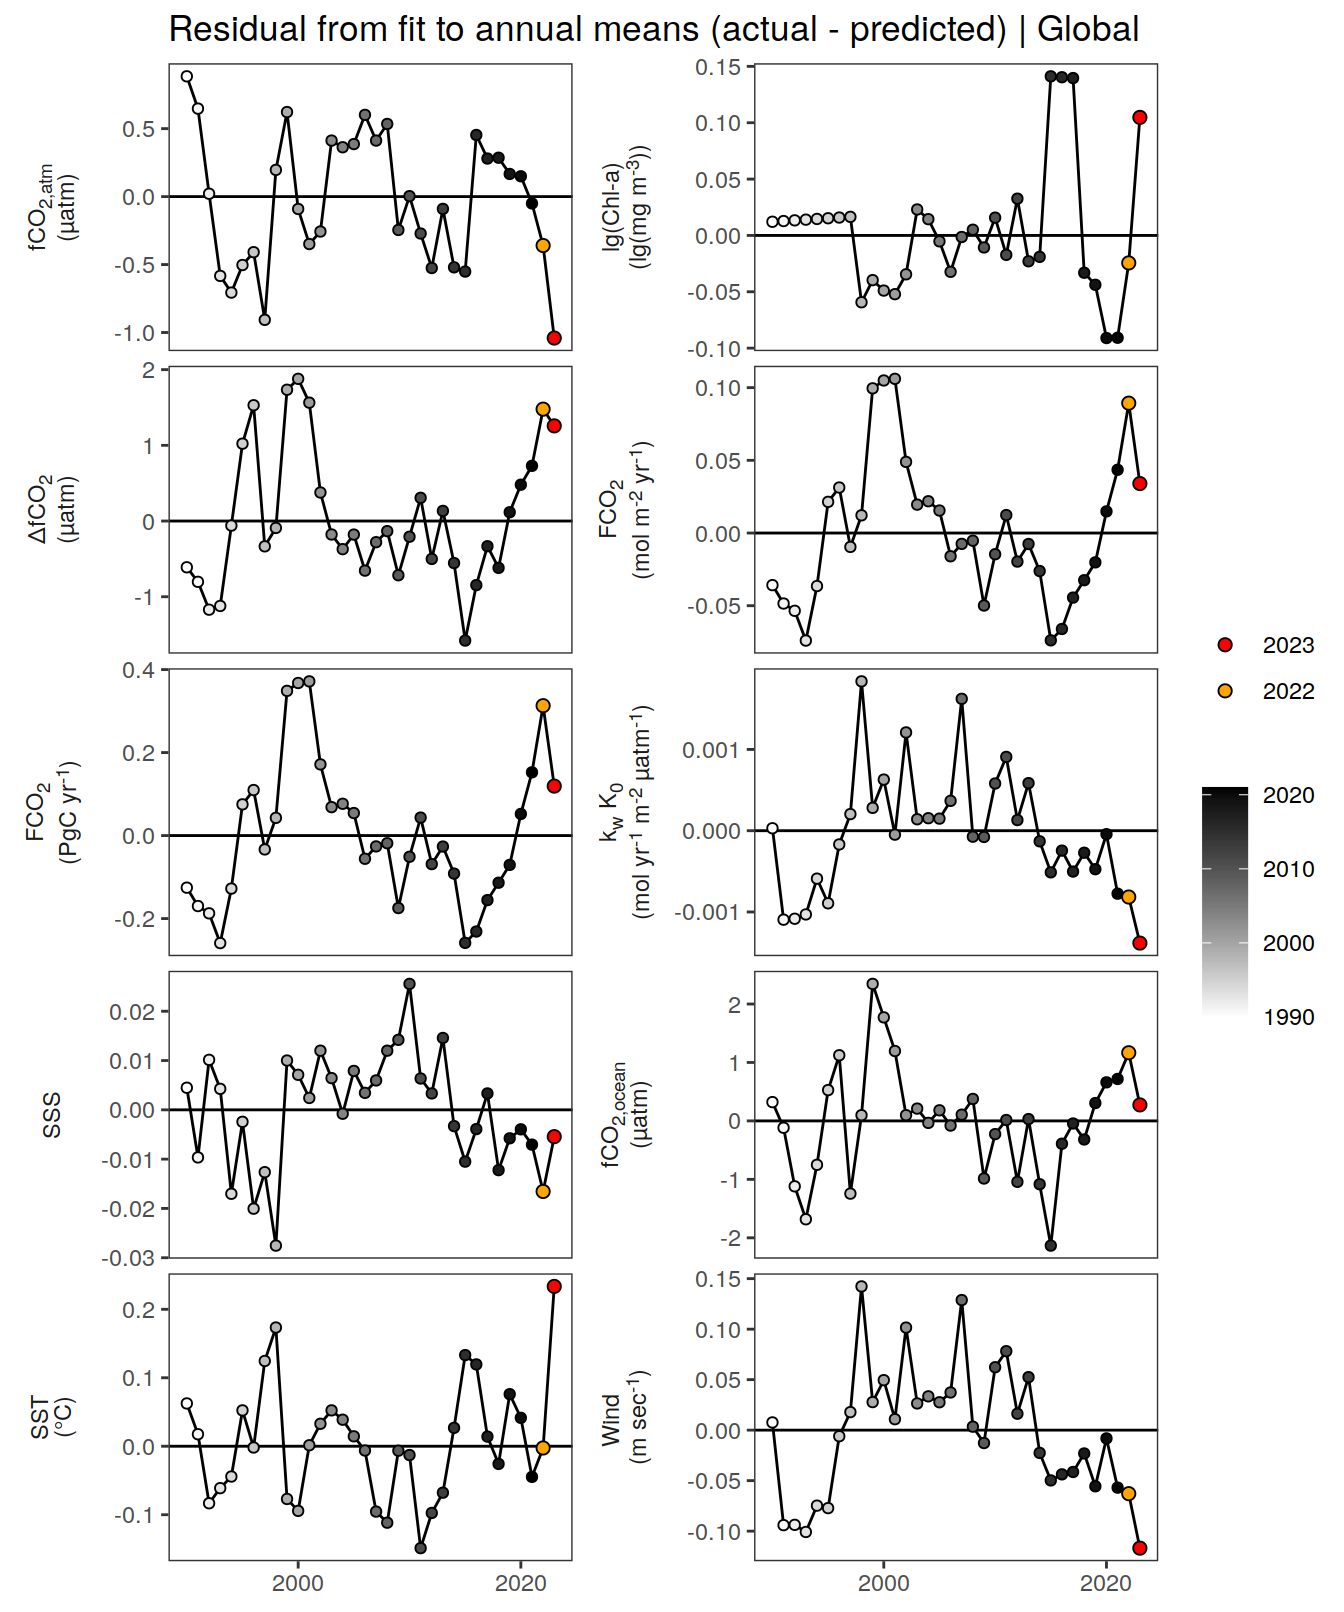 Residual from fit to annual means (actual - predicted) | Global
fCO2,atm
(µatm)
0.5
0.0
-0.5
-1.0
lg(Chl-a)
(lg(mg m-3))
0.15
0.10
0.05
0.00
-0.05
-0.10
ΔfCO2
(µatm)
2
1
0
-1
FCO2
(mol m-2 yr-1)
0.10
0.05
0.00
-0.05
FCO2
(PgC yr-1)
0.4
0.2
0.0
-0.2
kw K0
(mol yr-1 m-2 µatm-1)
0.001
0.000
-0.001
SSS
0.02
0.01
0.00
-0.01
-0.02
-0.03
fCO2,ocean
(µatm)
2
1
0
-1
-2
SST
(°C)
0.2
0.1
0.0
-0.1
2000
2020
Wind
(m sec-1)
0.15
0.10
0.05
0.00
-0.05
-0.10
2000
2020
2023
2022
2020
2010
2000
1990